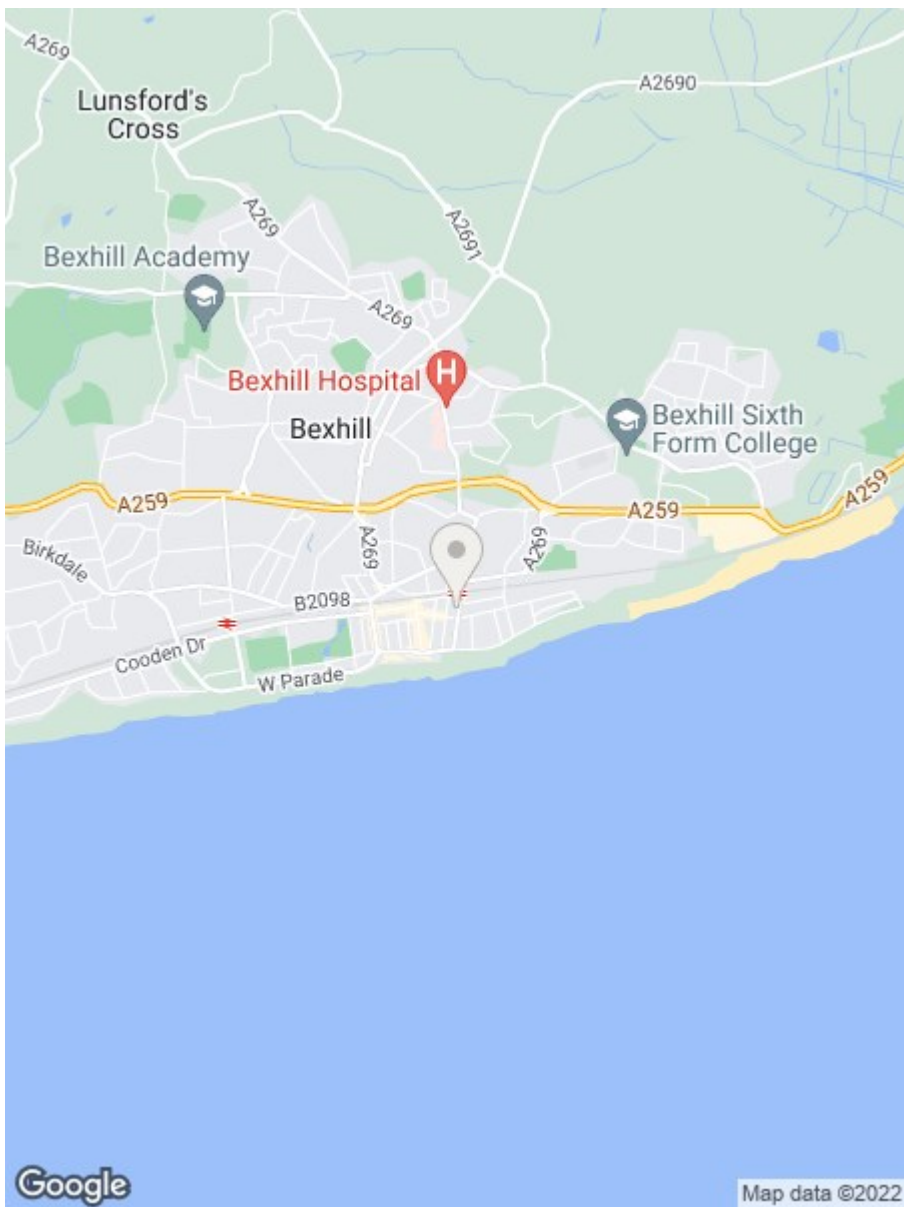 A269
A2690
Lunsford's
Cross
A269
A2691
Bexhill Academy
A269
Bexhill Hospital
H
Bexhill Sixth
Form College
Bexhill
A259
A259
A259
A269
A269
Birkdale
B2098
Cooden Dr
W Parade
Google
Map data ©2022